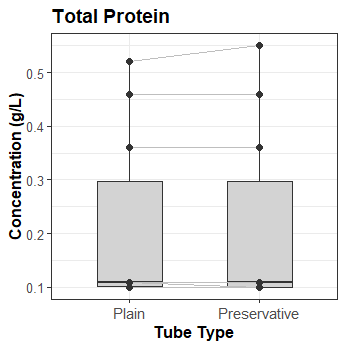 Total Protein
Concentration (g/L)
0.5
0.4
0.3
0.2
0.1
Plain Preservative
Tube Type